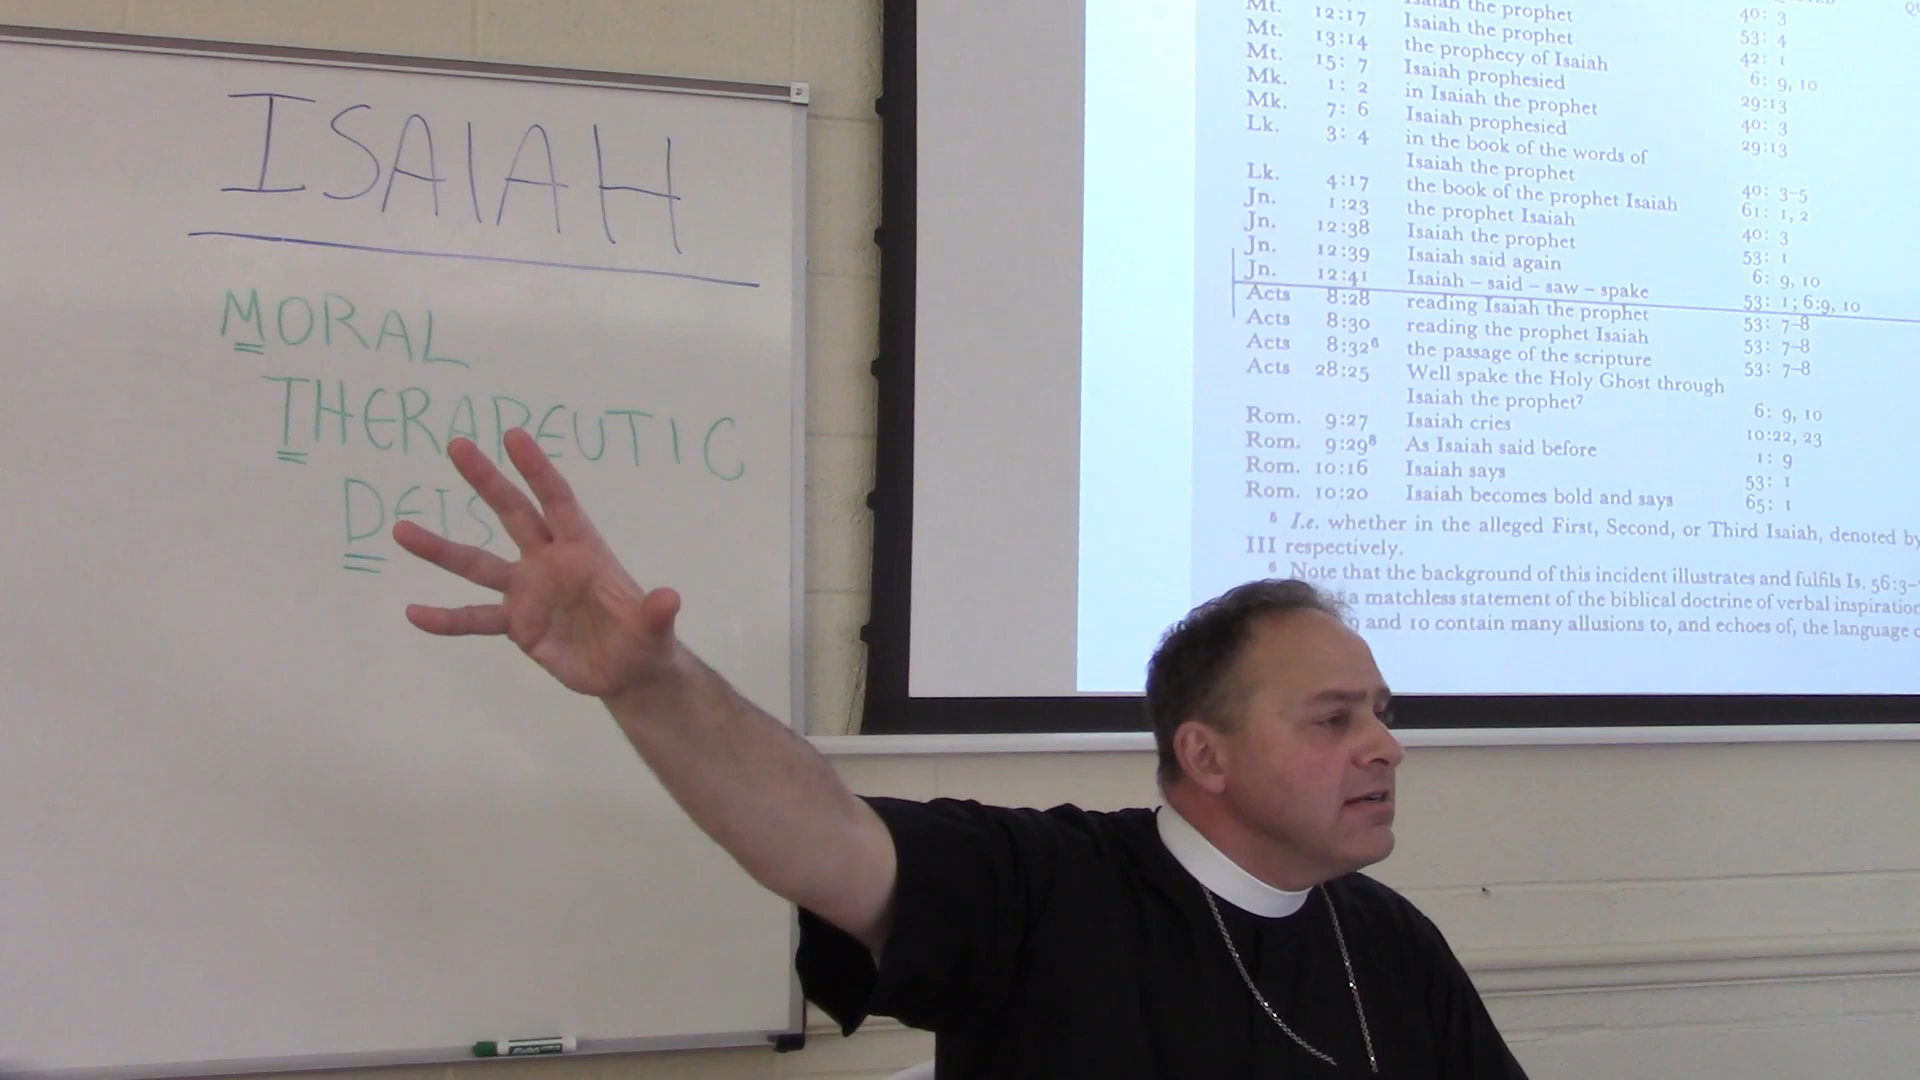 ISAIAH
MORAL
THERAPEUTIC
DEIS
40: 3
Isaiah the prophet 53: 4
Mt. 12:17 Isaiah the prophet 42: 1
Mt. 13:14 the prophecy of Isaiah 6: 9, 10
Mt. 15: 7 Isaiah prophesied 29:13
Mk. 1: 2 in Isaiah the prophet 40: 3
Mk. 7: 6 Isaiah prophesied 29:13
Lk. 3: 4 in the book of the words of
Isaiah the prophet 40: 3–5
Lk. 4:17 the book of the prophet Isaiah 61: 1, 2
Jn. 1:23 the prophet Isaiah 40: 3
Jn. 12:38 Isaiah the prophet 53: 1
Jn. 12:39 Isaiah said again 6: 9, 10
Jn. 12:41 Isaiah – said – saw – spake 53: 1; 6:9, 10
Acts 8:28 reading Isaiah the prophet 53: 7–8
Acts 8:30 reading the prophet Isaiah 53: 7–8
Acts 8:32⁶ the passage of the scripture 53: 7–8
Acts 28:25 Well spake the Holy Ghost through
Isaiah the prophet⁷ 6: 9, 10
Rom. 9:27 Isaiah cries 10:22, 23
Rom. 9:29⁸ As Isaiah said before 1: 9
Rom. 10:16 Isaiah says 53: 1
Rom. 10:20 Isaiah becomes bold and says 65: 1
⁵ I.e. whether in the alleged First, Second, or Third Isaiah, denoted by
III respectively.
⁶ Note that the background of this incident illustrates and fulfils Is. 56:3–
a matchless statement of the biblical doctrine of verbal inspiration
9 and 10 contain many allusions to, and echoes of, the language